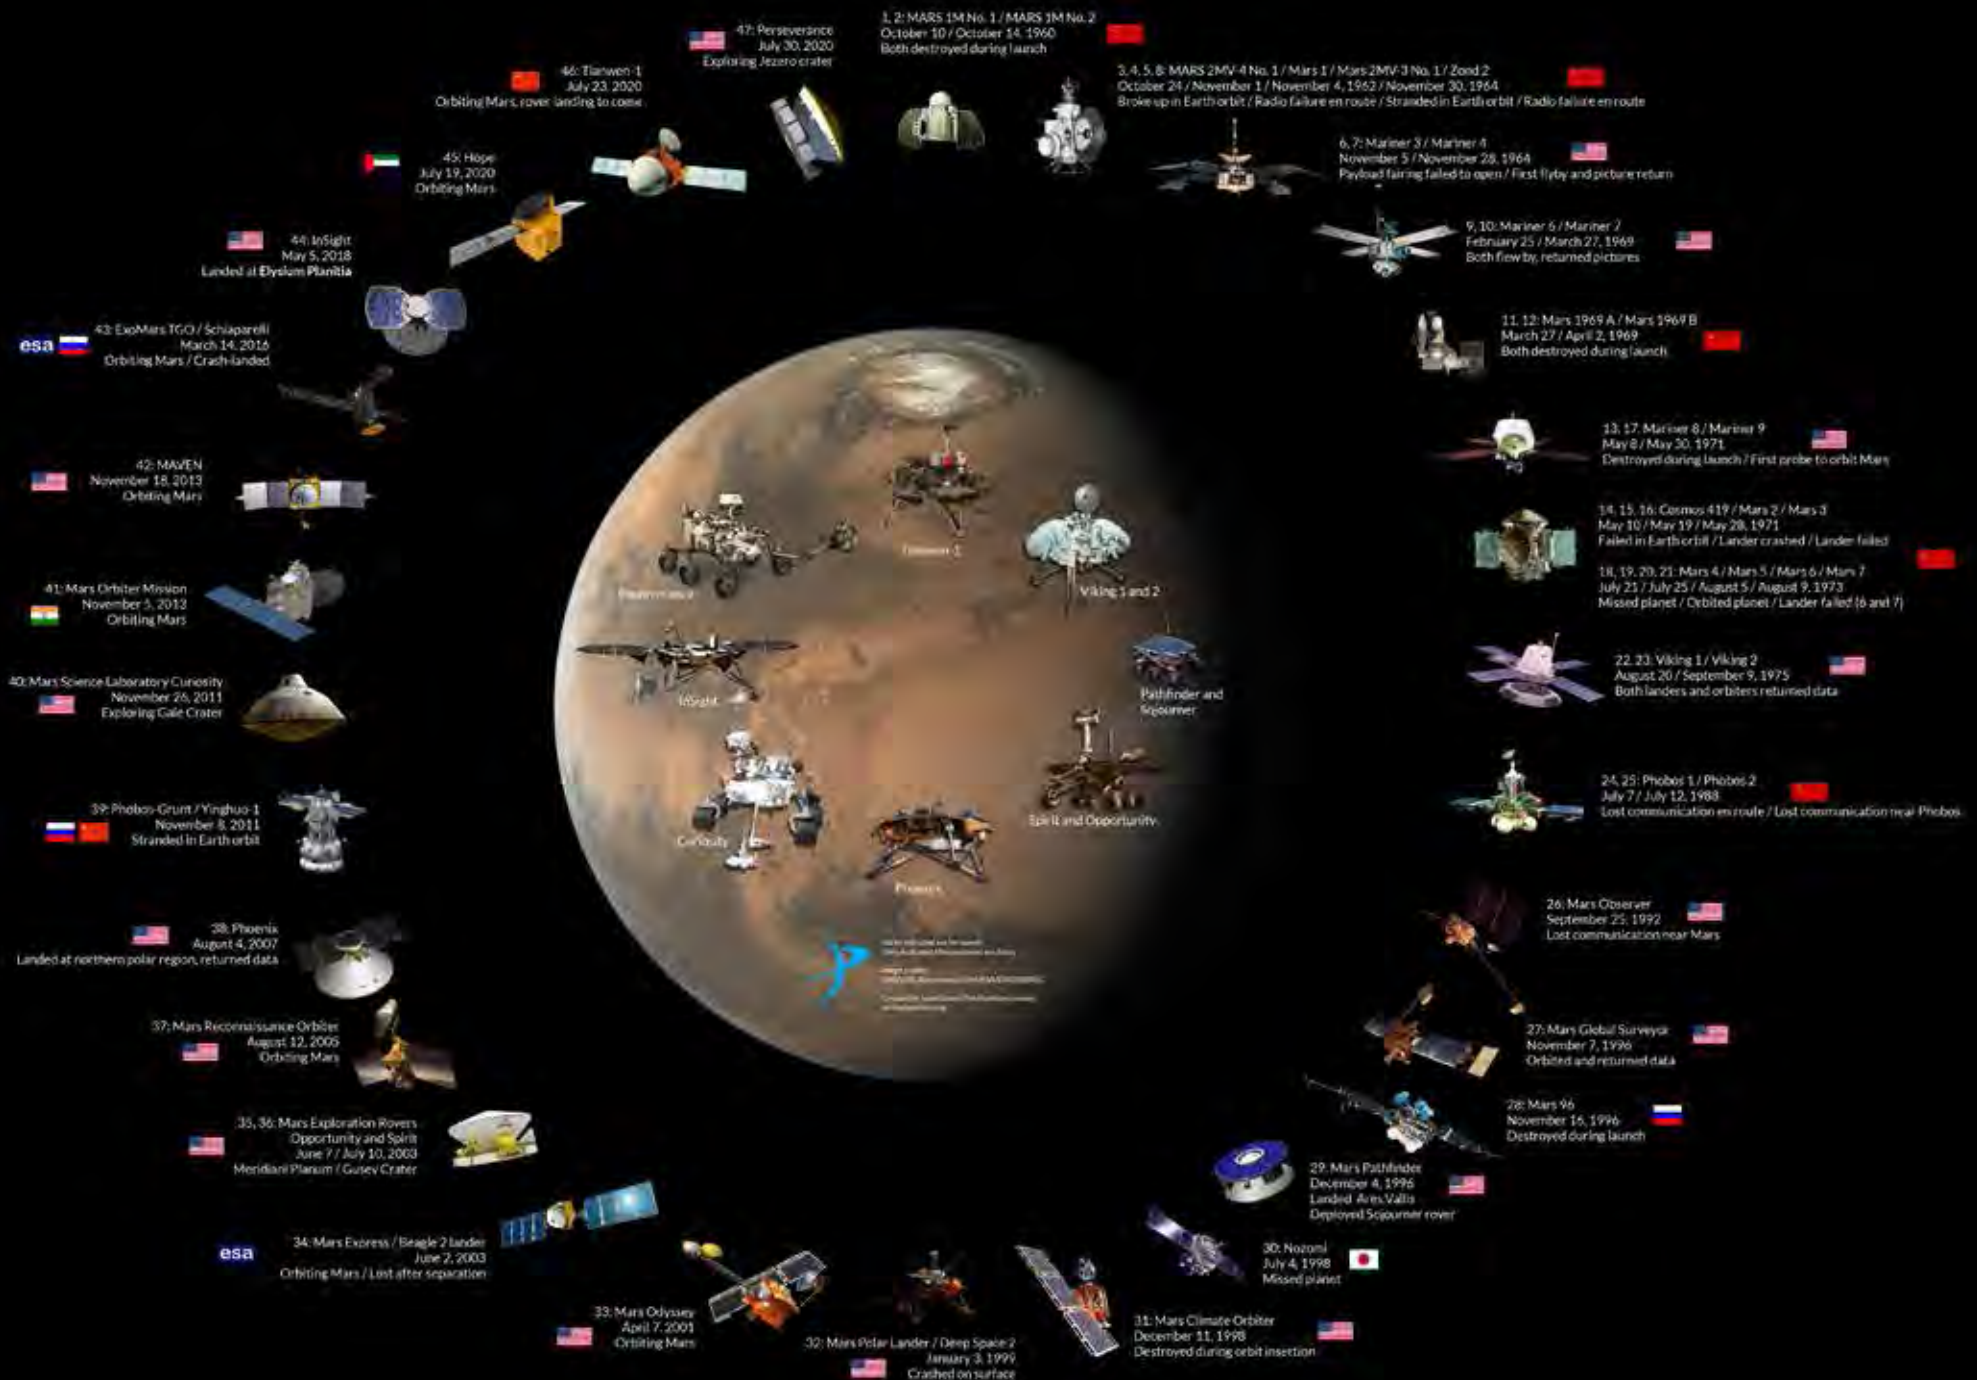 1, 2: MARS 1M No. 1 / MARS 1M No. 2
October 10 / October 14, 1960
Both destroyed during launch
3, 4, 5, 8: MARS 2MV-4 No. 1 / Mars 1 / Mars 2MV-3 No. 1 / Zond 2
October 24 / November 1 / November 4, 1962 / November 30, 1964
Broke up in Earth orbit / Radio failure en route / Stranded in Earth orbit / Radio failure en route
6, 7: Mariner 3 / Mariner 4
November 5 / November 28, 1964
Payload fairing failed to open / First flyby and picture return
9, 10: Mariner 6 / Mariner 7
February 25 / March 27, 1969
Both flew by, returned pictures
11, 12: Mars 1969 A / Mars 1969 B
March 27 / April 2, 1969
Both destroyed during launch
13, 17. Mariner 8 / Mariner 9
May 8 / May 30, 1971
Destroyed during launch / First probe to orbit Mars
14, 15, 16: Cosmos 419 / Mars 2 / Mars 3
May 10 / May 19 / May 28, 1971
Failed in Earth orbit / Lander crashed / Lander failed
18, 19, 20, 21: Mars 4 / Mars 5 / Mars 6 / Mars 7
July 21 / July 25 / August 5 / August 9, 1973
Missed planet / Orbited planet / Lander failed (6 and 7)
22, 23: Viking 1 / Viking 2
August 20 / September 9, 1975
Both landers and orbiters returned data
24, 25: Phobos 1 / Phobos 2
July 7 / July 12, 1988
Lost communication en route / Lost communication near Phobos
26: Mars Observer
September 25, 1992
Lost communication near Mars
27: Mars Global Surveyor
November 7, 1996
Orbited and returned data
28: Mars 96
November 16, 1996
Destroyed during launch
29. Mars Pathfinder
December 4, 1996
Landed Ares Vallis
Deployed Sojourner rover
30: Nozomi
July 4, 1998
Missed planet
31: Mars Climate Orbiter
December 11, 1998
Destroyed during orbit insertion
32: Mars Polar Lander / Deep Space 2
January 3, 1999
Crashed on surface
33: Mars Odyssey
April 7, 2001
Orbiting Mars
esa
34: Mars Express / Beagle 2 lander
June 2, 2003
Orbiting Mars / Lost after separation
35, 36: Mars Exploration Rovers
Opportunity and Spirit
June 7 / July 10, 2003
Meridiani Planum / Gusev Crater
37: Mars Reconnaissance Orbiter
August 12, 2005
Orbiting Mars
38: Phoenix
August 4, 2007
Landed at northern polar region, returned data
39: Phobos-Grunt / Yinghuo-1
November 8, 2011
Stranded in Earth orbit
40: Mars Science Laboratory Curiosity
November 26, 2011
Exploring Gale Crater
41: Mars Orbiter Mission
November 5, 2013
Orbiting Mars
42: MAVEN
November 18, 2013
Orbiting Mars
esa
43: ExoMars TGO / Schiaparelli
March 14, 2016
Orbiting Mars / Crash-landed
44: InSight
May 5, 2018
Landed at Elysium Planitia
45: Hope
July 19, 2020
Orbiting Mars
46: Tianwen-1
July 23, 2020
Orbiting Mars, rover landing to come
47: Perseverance
July 30, 2020
Exploring Jezero crater
Tianwen-1
Perseverance
Viking 1 and 2
InSight
Pathfinder and
Sojourner
Spirit and Opportunity
Curiosity
Phoenix